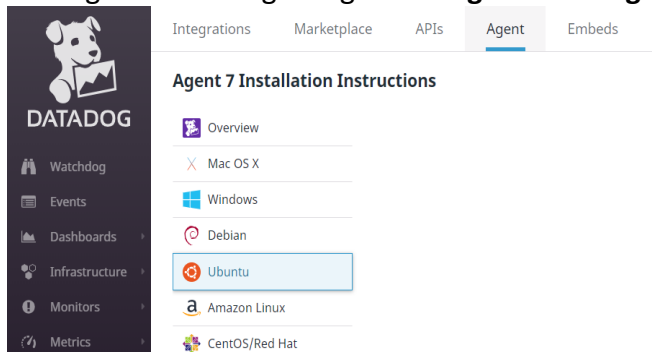 Integrations Marketplace APIs Agent Embeds
Agent 7 Installation Instructions
DATADOG
Watchdog
Events
Dashboards
Infrastructure
Monitors
Metrics
Overview
Mac OS X
Windows
Debian
Ubuntu
Amazon Linux
CentOS/Red Hat